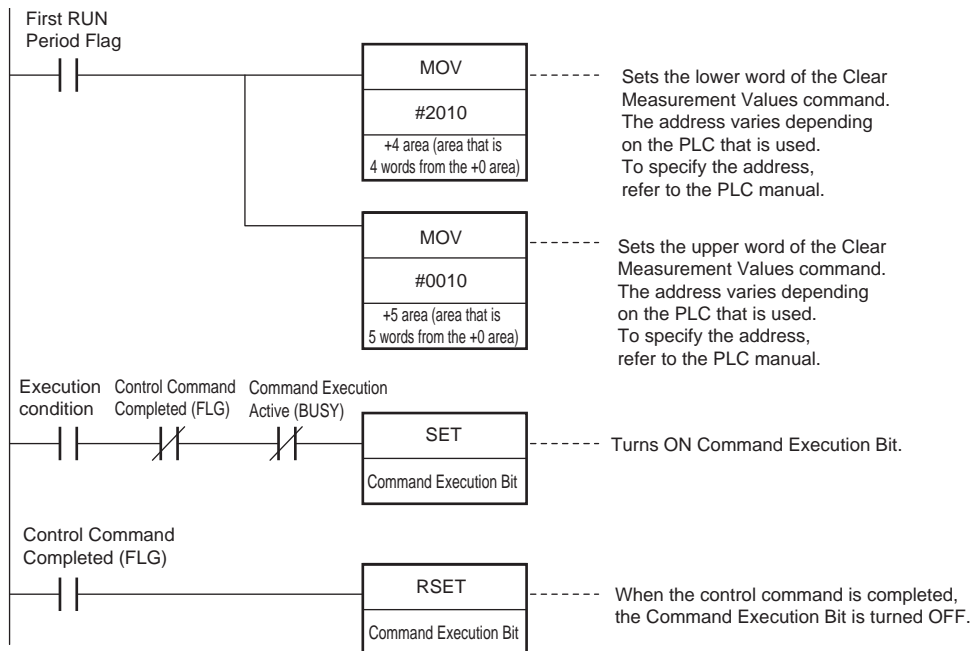 First RUN
Period Flag
MOV
#2010
+4 area (area that is
4 words from the +0 area)
Sets the lower word of the Clear
Measurement Values command.
The address varies depending
on the PLC that is used.
To specify the address,
refer to the PLC manual.
MOV
#0010
+5 area (area that is
5 words from the +0 area)
Sets the upper word of the Clear
Measurement Values command.
The address varies depending
on the PLC that is used.
To specify the address,
refer to the PLC manual.
Execution
condition
Control Command
Completed (FLG)
Command Execution
Active (BUSY)
SET
Command Execution Bit
Turns ON Command Execution Bit.
Control Command
Completed (FLG)
RSET
Command Execution Bit
When the control command is completed,
the Command Execution Bit is turned OFF.